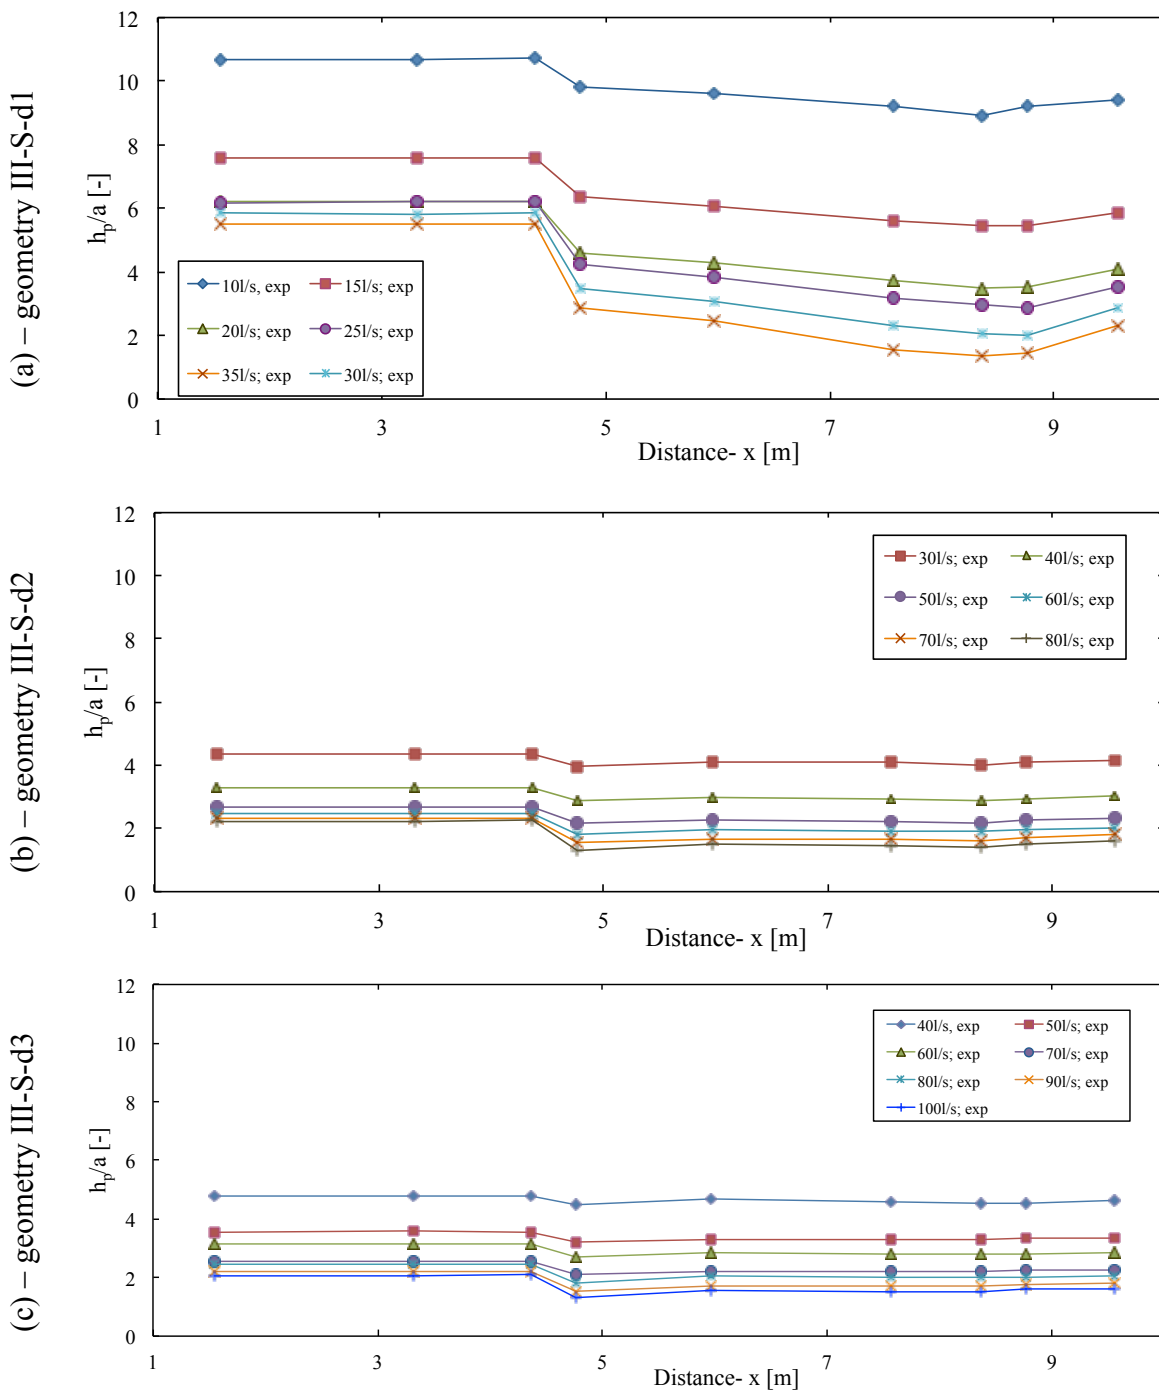 (a) – geometry III-S-d1
hp/a [-]
12
10
8
6
4
2
0
10l/s, exp 15l/s; exp
20l/s; exp 25l/s; exp
35l/s; exp 30l/s; exp
1 3 5 7 9
Distance- x [m]
(b) – geometry III-S-d2
hp/a [-]
12
10
8
6
4
2
0
30l/s; exp 40l/s; exp
50l/s; exp 60l/s; exp
70l/s; exp 80l/s; exp
1 3 5 7 9
Distance- x [m]
(c) – geometry III-S-d3
hp/a [-]
12
10
8
6
4
2
0
40l/s, exp 50l/s; exp
60l/s; exp 70l/s; exp
80l/s; exp 90l/s; exp
100l/s; exp
1 3 5 7 9
Distance- x [m]